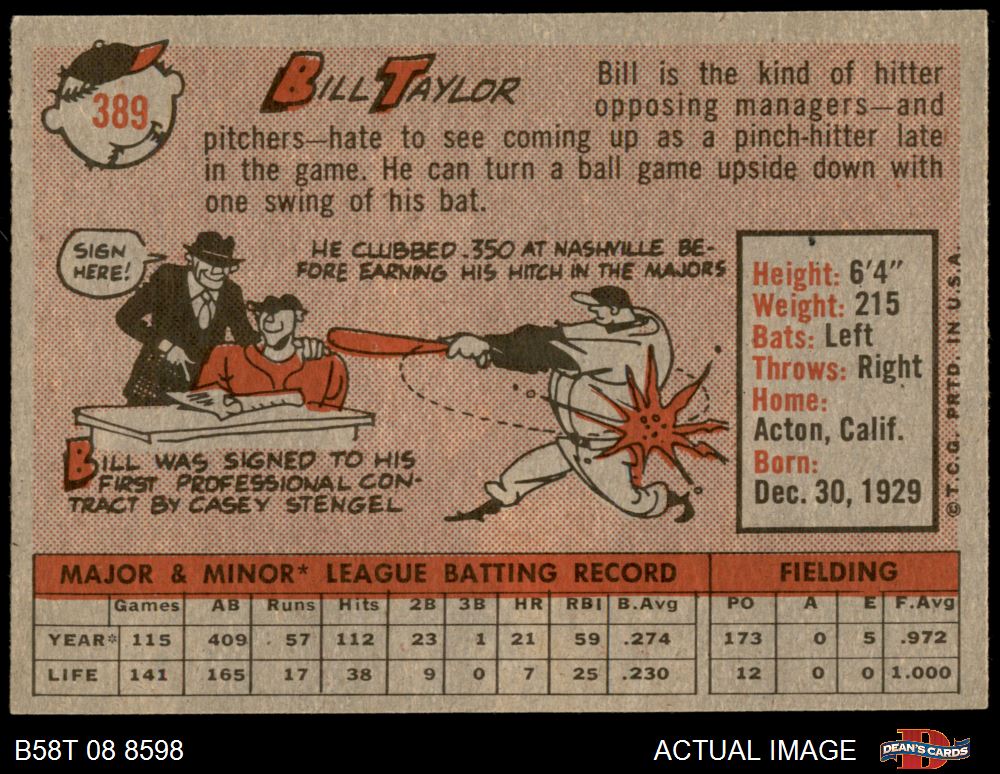 389
BILL TAYLOR
Bill is the kind of hitter
opposing managers—and
pitchers—hate to see coming up as a pinch-hitter late
in the game. He can turn a ball game upside down with
one swing of his bat.
SIGN
HERE!
HE CLUBBED .350 AT NASHVILLE BE-
FORE EARNING HIS HITCH IN THE MAJORS
BILL WAS SIGNED TO HIS
FIRST PROFESSIONAL CON-
TRACT BY CASEY STENGEL
Height: 6'4"
Weight: 215
Bats: Left
Throws: Right
Home:
Acton, Calif.
Born:
Dec. 30, 1929
© T.C.G. PRTD. IN U.S.A.
MAJOR & MINOR* LEAGUE BATTING RECORD FIELDING
Games AB Runs Hits 2B 3B HR RBI B.Avg PO A E F.Avg
YEAR* 115 409 57 112 23 1 21 59 .274 173 0 5 .972
LIFE 141 165 17 38 9 0 7 25 .230 12 0 0 1.000
B58T 08 8598 ACTUAL IMAGE DEAN'S CARDS